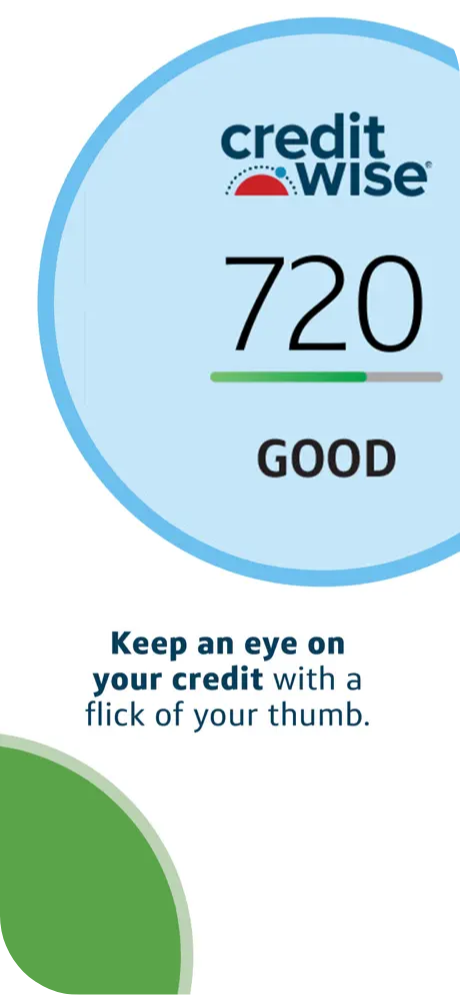 credit
wise®
720
GOOD
Keep an eye on
your credit with a
flick of your thumb.